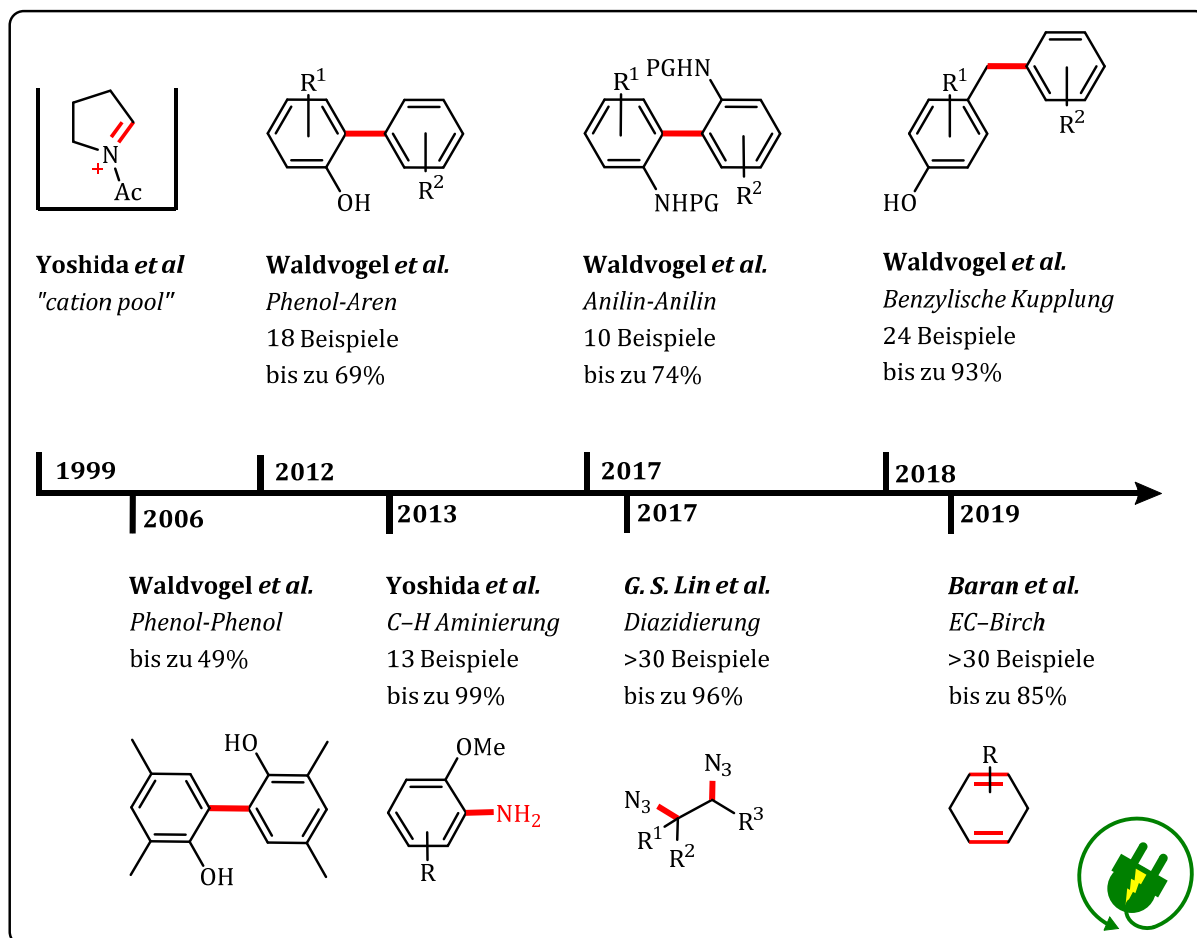 N
+
Ac
Yoshida et al
"cation pool"
R1
R2
OH
Waldvogel et al.
Phenol-Aren
18 Beispiele
bis zu 69%
PGHN
R1
R2
NHPG
Waldvogel et al.
Anilin-Anilin
10 Beispiele
bis zu 74%
R1
R2
HO
Waldvogel et al.
Benzylische Kupplung
24 Beispiele
bis zu 93%
1999
2012
2017
2018
2006
2013
2017
2019
Waldvogel et al.
Phenol-Phenol
bis zu 49%
HO
OH
Yoshida et al.
C–H Aminierung
13 Beispiele
bis zu 99%
OMe
NH2
R
G. S. Lin et al.
Diazidierung
>30 Beispiele
bis zu 96%
N3
N3
R1
R2
R3
Baran et al.
EC–Birch
>30 Beispiele
bis zu 85%
R